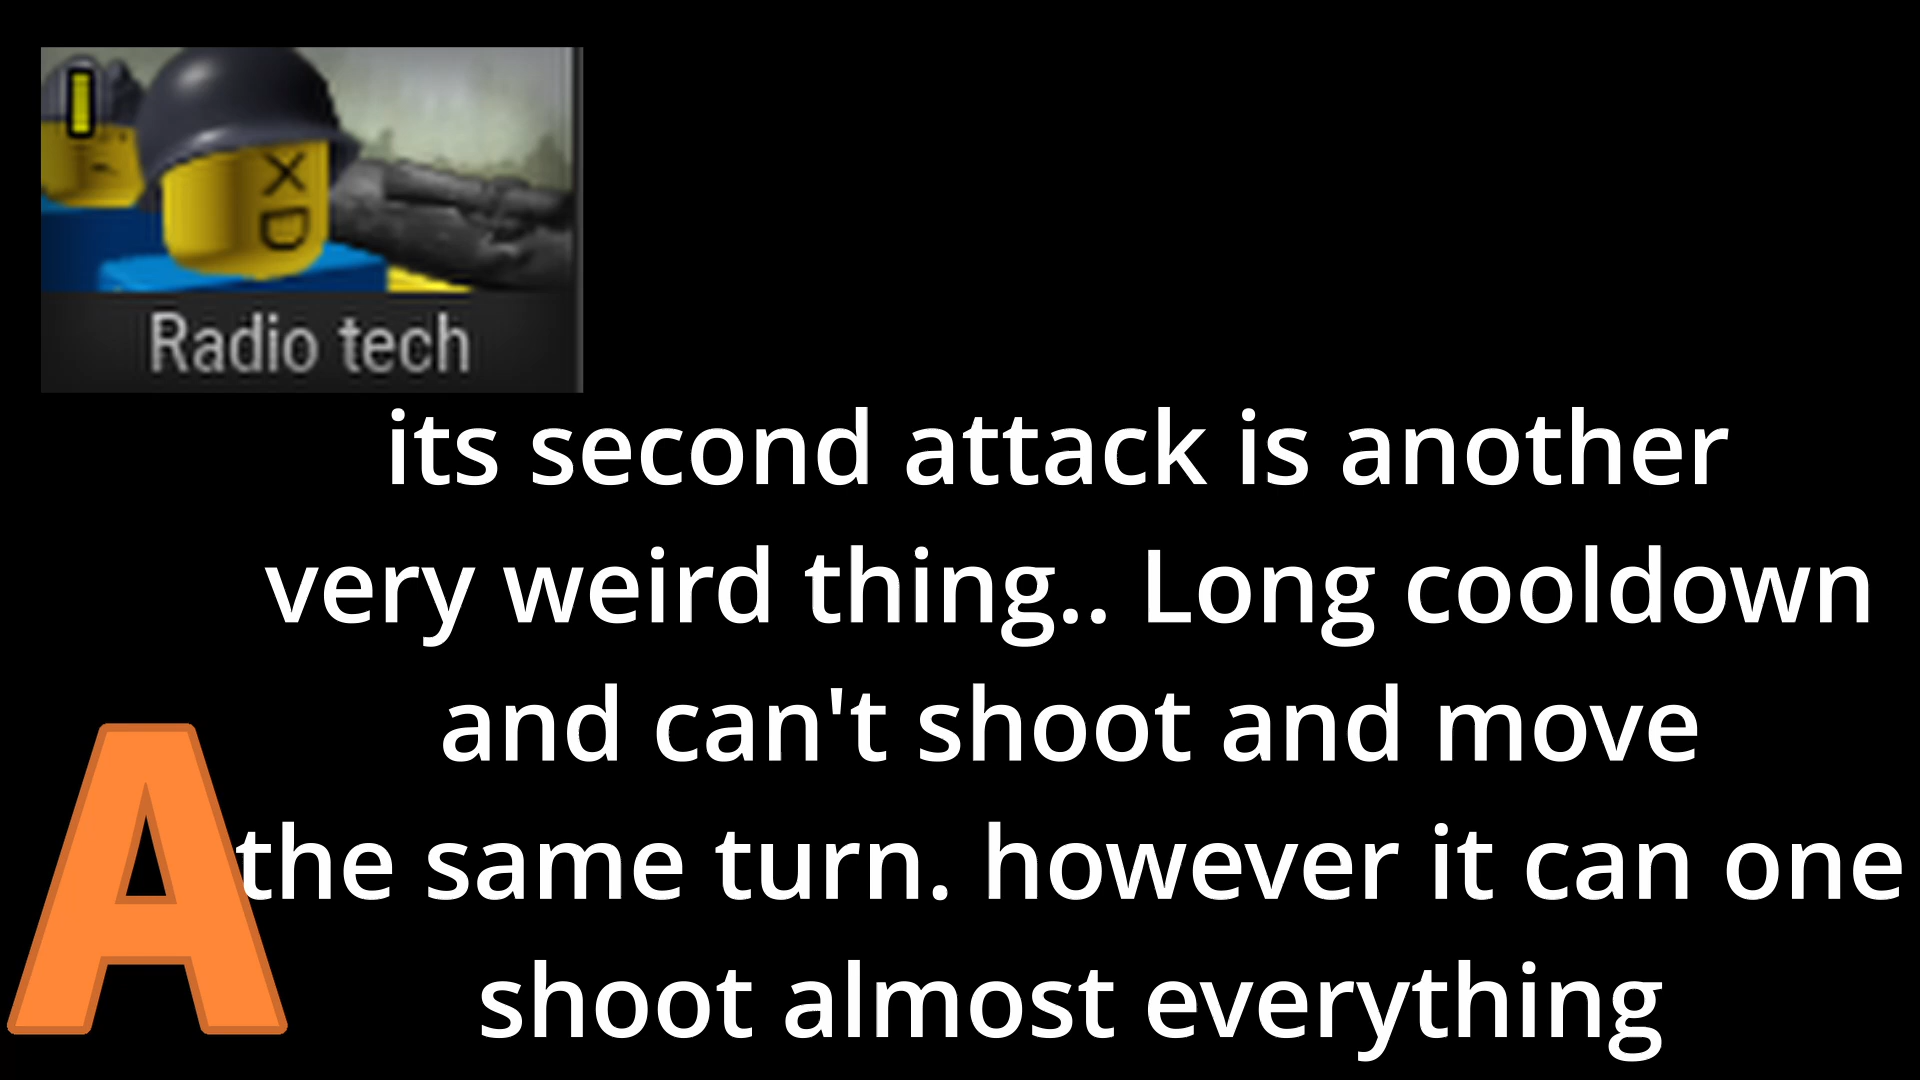 XD
Radio tech
its second attack is another
very weird thing.. Long cooldown
and can't shoot and move
the same turn. however it can one
shoot almost everything
A